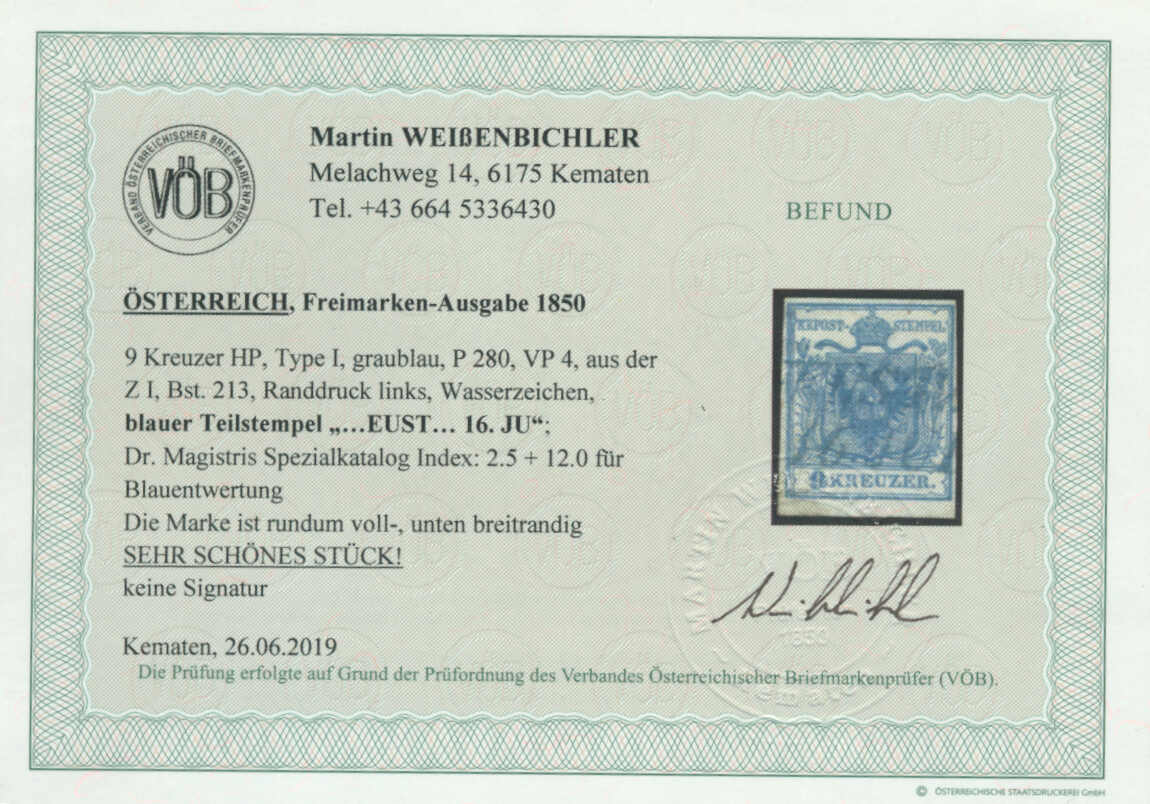 VERBAND ÖSTERREICHISCHER BRIEFMARKENPRÜFER
VÖB
Martin WEIßENBICHLER
Melachweg 14, 6175 Kematen
Tel. +43 664 5336430
BEFUND
ÖSTERREICH, Freimarken-Ausgabe 1850
9 Kreuzer HP, Type I, graublau, P 280, VP 4, aus der
Z I, Bst. 213, Randdruck links, Wasserzeichen,
blauer Teilstempel „…EUST… 16. JU“;
Dr. Magistris Spezialkatalog Index: 2.5 + 12.0 für
Blauentwertung
Die Marke ist rundum voll-, unten breitrandig
SEHR SCHÖNES STÜCK!
keine Signatur
KKPOST-STEMPEL
9 KREUZER.
Kematen, 26.06.2019
Die Prüfung erfolgte auf Grund der Prüfordnung des Verbandes Österreichischer Briefmarkenprüfer (VÖB).
© ÖSTERREICHISCHE STAATSDRUCKEREI GmbH